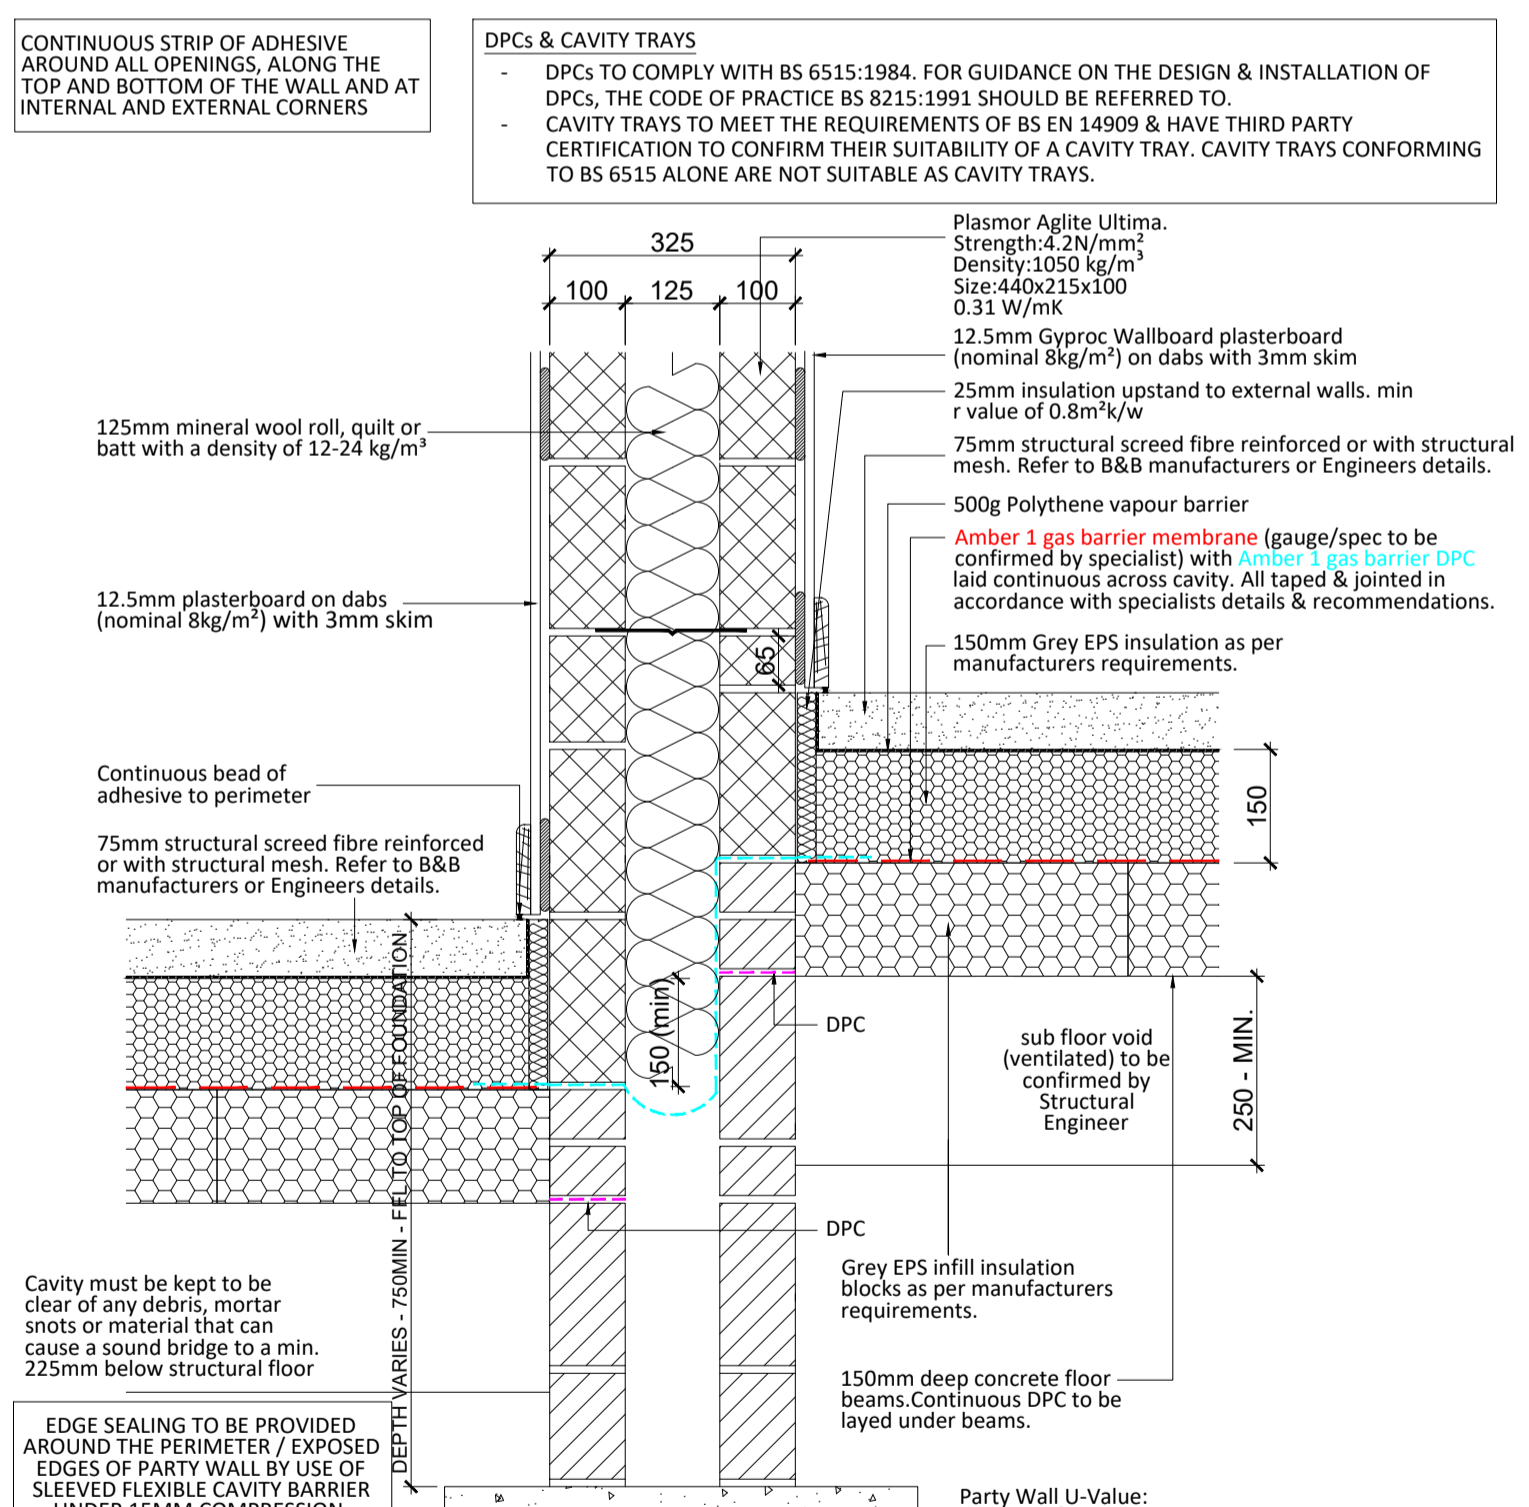 CONTINUOUS STRIP OF ADHESIVE
AROUND ALL OPENINGS, ALONG THE
TOP AND BOTTOM OF THE WALL AND AT
INTERNAL AND EXTERNAL CORNERS
DPCs & CAVITY TRAYS
- DPCs TO COMPLY WITH BS 6515:1984. FOR GUIDANCE ON THE DESIGN & INSTALLATION OF
DPCs, THE CODE OF PRACTICE BS 8215:1991 SHOULD BE REFERRED TO.
- CAVITY TRAYS TO MEET THE REQUIREMENTS OF BS EN 14909 & HAVE THIRD PARTY
CERTIFICATION TO CONFIRM THEIR SUITABILITY OF A CAVITY TRAY. CAVITY TRAYS CONFORMING
TO BS 6515 ALONE ARE NOT SUITABLE AS CAVITY TRAYS.
325
100
125
100
Plasmor Aglite Ultima.
Strength:4.2N/mm²
Density:1050 kg/m³
Size:440x215x100
0.31 W/mK
12.5mm Gyproc Wallboard plasterboard
(nominal 8kg/m²) on dabs with 3mm skim
25mm insulation upstand to external walls. min
r value of 0.8m²k/w
75mm structural screed fibre reinforced or with structural
mesh. Refer to B&B manufacturers or Engineers details.
500g Polythene vapour barrier
Amber 1 gas barrier membrane (gauge/spec to be
confirmed by specialist) with Amber 1 gas barrier DPC
laid continuous across cavity. All taped & jointed in
accordance with specialists details & recommendations.
150mm Grey EPS insulation as per
manufacturers requirements.
125mm mineral wool roll, quilt or
batt with a density of 12-24 kg/m³
12.5mm plasterboard on dabs
(nominal 8kg/m²) with 3mm skim
65
150
Continuous bead of
adhesive to perimeter
75mm structural screed fibre reinforced
or with structural mesh. Refer to B&B
manufacturers or Engineers details.
DEPTH VARIES - 750MIN - FFL TO TOP OF FOUNDATION
150 (min)
DPC
sub floor void
(ventilated) to be
confirmed by
Structural
Engineer
250 - MIN.
DPC
Grey EPS infill insulation
blocks as per manufacturers
requirements.
Cavity must be kept to be
clear of any debris, mortar
snots or material that can
cause a sound bridge to a min.
225mm below structural floor
150mm deep concrete floor
beams.Continuous DPC to be
layed under beams.
EDGE SEALING TO BE PROVIDED
AROUND THE PERIMETER / EXPOSED
EDGES OF PARTY WALL BY USE OF
SLEEVED FLEXIBLE CAVITY BARRIER
UNDER 15MM COMPRESSION
Party Wall U-Value: